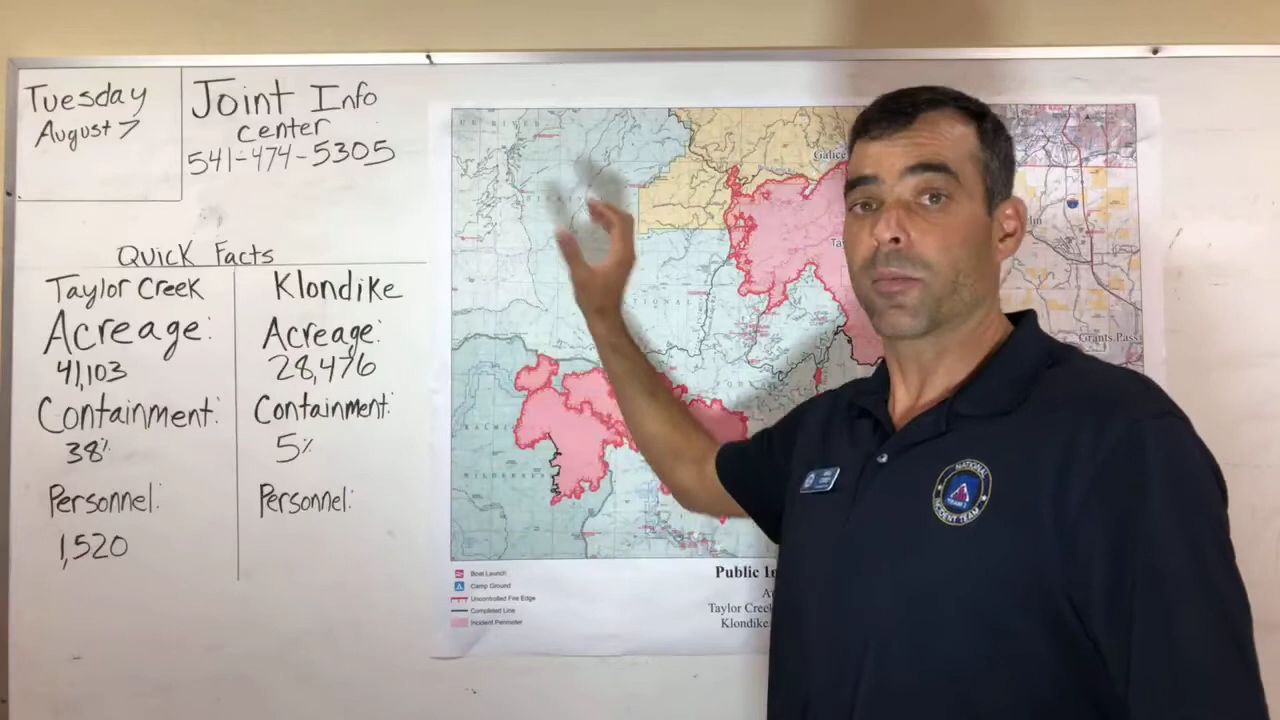 Tuesday
August 7
Joint Info
Center
541-474-5305
Quick Facts
Taylor Creek
Acreage:
41,103
Containment:
38%
Personnel:
1,520
Klondike
Acreage:
28,476
Containment:
5%
Personnel:
Galice
Grants Pass
Boat Launch
Camp Ground
Uncontrolled Fire Edge
Completed Line
Incident Perimeter
Public
Taylor Creek
Klondike
NATIONAL
INCIDENT TEAM